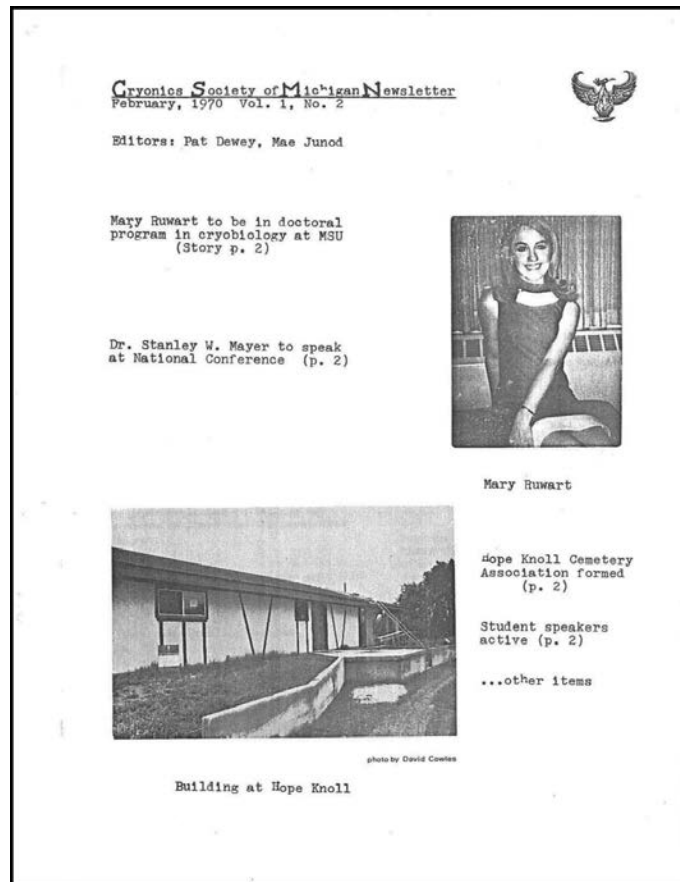 Cryonics Society of Michigan Newsletter
February, 1970 Vol. 1, No. 2
Editors: Pat Dewey, Mae Junod
Mary Ruwart to be in doctoral
program in cryobiology at MSU
(Story p. 2)
Dr. Stanley W. Mayer to speak
at National Conference (p. 2)
Mary Ruwart
Hope Knoll Cemetery
Association formed
(p. 2)
Student speakers
active (p. 2)
...other items
photo by David Cowles
Building at Hope Knoll